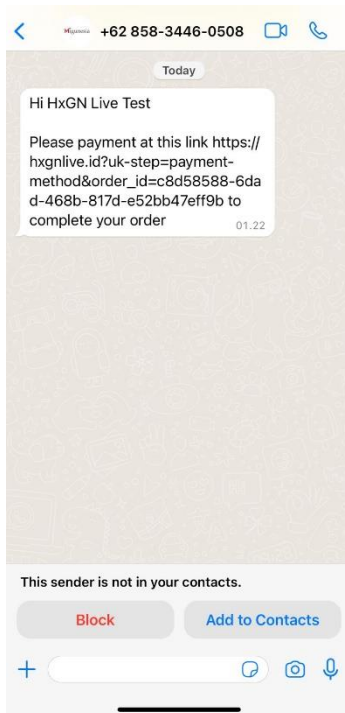 +62 858-3446-0508
Today
Hi HxGN Live Test
Please payment at this link https://
hxgnlive.id?uk-step=payment-
method&order_id=c8d58588-6da
d-468b-817d-e52bb47eff9b to
complete your order
01.22
This sender is not in your contacts.
Block
Add to Contacts